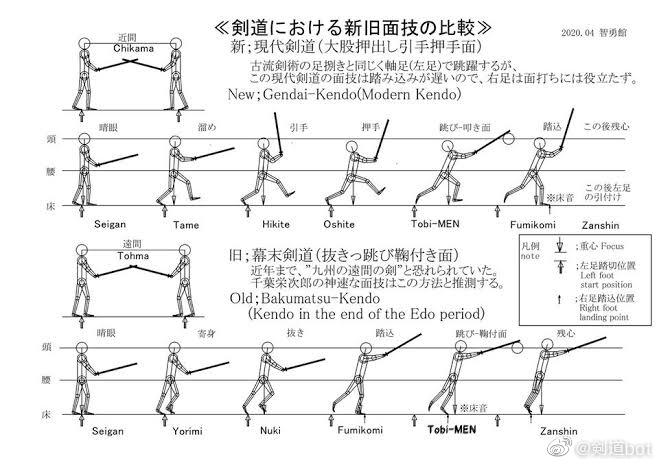 ≪剣道における新旧面技の比較≫
2020.04 智勇館
近間
Chikama
新；現代剣道（大股押出し引手押手面）
古流剣術の足捌きと同じく軸足(左足)で跳躍するが、
この現代剣道の面技は踏み込みが遅いので、右足は面打ちには役立たず。
New；Gendai-Kendo(Modern Kendo)
晴眼 溜め 引手 押手 跳び-叩き面 踏込 この後残心
頭
腰
床
※床音
この後左足
の引付け
Seigan Tame Hikite Oshite Tobi-MEN Fumikomi Zanshin
遠間
Tohma
旧；幕末剣道（抜きっ跳び鞠付き面）
近年まで、”九州の遠間の剣”と恐れられていた。
千葉栄次郎の神速な面技はこの方法と推測する。
Old；Bakumatsu-Kendo
(Kendo in the end of the Edo period)
凡例
note
；重心 Focus
；左足踏切位置
Left foot
start position
；右足踏込位置
Right foot
landing point
晴眼 寄身 抜き 踏込 跳び-鞠付面 残心
頭
腰
床
※床音
Seigan Yorimi Nuki Fumikomi Tobi-MEN Zanshin
@剣道bot